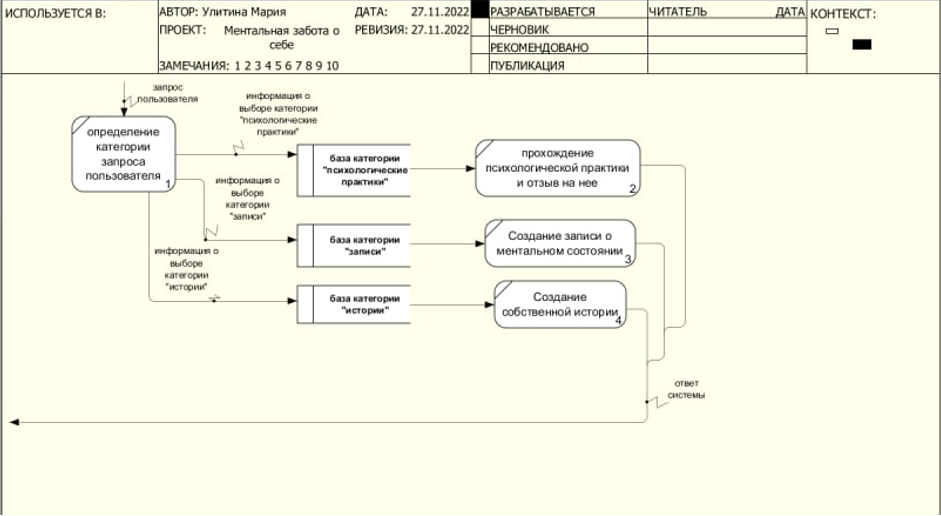 ИСПОЛЬЗУЕТСЯ В:
АВТОР: Улитина Мария
ДАТА: 27.11.2022
РАЗРАБАТЫВАЕТСЯ
ЧИТАТЕЛЬ
ДАТА
КОНТЕКСТ:
ПРОЕКТ: Ментальная забота о
себе
РЕВИЗИЯ: 27.11.2022
ЧЕРНОВИК
РЕКОМЕНДОВАНО
ЗАМЕЧАНИЯ: 1 2 3 4 5 6 7 8 9 10
ПУБЛИКАЦИЯ
запрос
пользователя
определение
категории
запроса
пользователя
1
информация о
выборе категории
"психологические
практики"
база категории
"психологические
практики"
прохождение
психологической практики
и отзыв на нее
2
информация о
выборе
категории
"записи"
база категории
"записи"
Создание записи о
ментальном состоянии
3
информация о
выборе
категории
"истории"
база категории
"истории"
Создание
собственной истории
4
ответ
системы